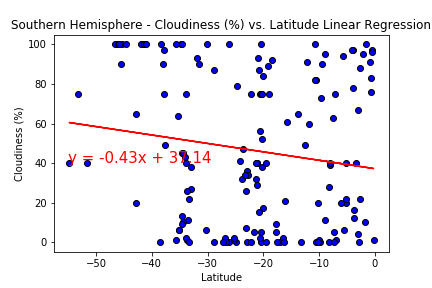 Southern Hemisphere - Cloudiness (%) vs. Latitude Linear Regression
Cloudiness (%)
100
80
60
40
20
0
y = -0.43x + 37.14
−50 −40 −30 −20 −10 0
Latitude